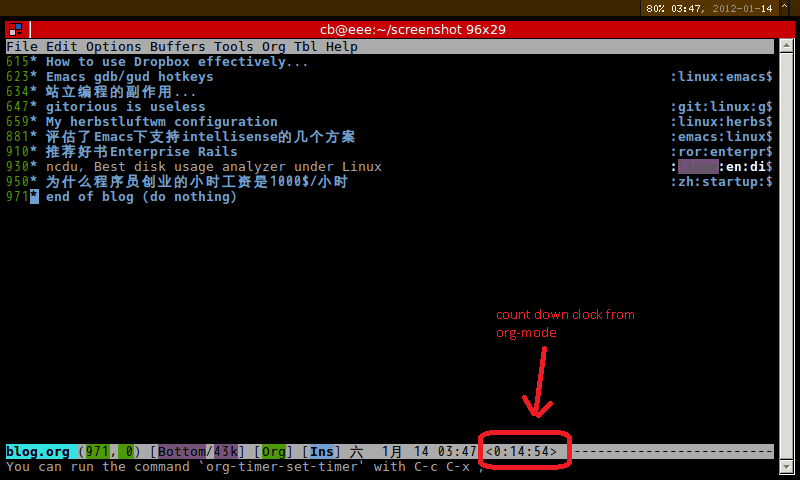 80% 03:47, 2012-01-14 ^
cb@eee:~/screenshot 96x29
File Edit Options Buffers Tools Org Tbl Help
615* How to use Dropbox effectively...
623* Emacs gdb/gud hotkeys :linux:emacs$
634* 站立编程的副作用...
647* gitorious is useless :git:linux:g$
659* My herbstluftwm configuration :linux:herbs$
881* 评估了Emacs下支持intellisense的几个方案 :emacs:linux$
910* 推荐好书Enterprise Rails :ror:enterpr$
930* ncdu, Best disk usage analyzer under Linux :linux:en:di$
950* 为什么程序员创业的小时工资是1000$/小时 :zh:startup:$
971* end of blog (do nothing)
count down clock from
org-mode
blog.org (971, 0) [Bottom/43k] [Org] [Ins] 六 1月 14 03:47 <0:14:54> -------------------------
You can run the command `org-timer-set-timer' with C-c C-x ;